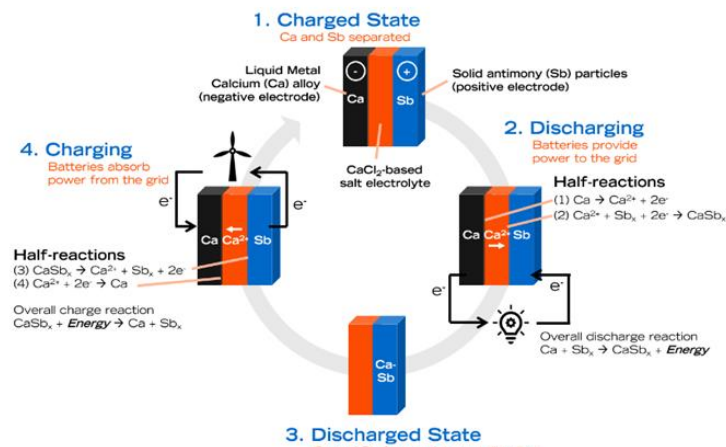 1. Charged State
Ca and Sb separated
Liquid Metal
Calcium (Ca) alloy
(negative electrode)
-
+
Ca
Sb
Solid antimony (Sb) particles
(positive electrode)
CaCl₂-based
salt electrolyte
2. Discharging
Batteries provide
power to the grid
Half-reactions
(1) Ca → Ca²⁺ + 2e⁻
(2) Ca²⁺ + Sbₓ + 2e⁻ → CaSbₓ
Ca Ca²⁺ Sb
e⁻
e⁻
Overall discharge reaction
Ca + Sbₓ → CaSbₓ + Energy
Ca-
Sb
3. Discharged State
4. Charging
Batteries absorb
power from the grid
e⁻
e⁻
Ca Ca²⁺ Sb
Half-reactions
(3) CaSbₓ → Ca²⁺ + Sbₓ + 2e⁻
(4) Ca²⁺ + 2e⁻ → Ca
Overall charge reaction
CaSbₓ + Energy → Ca + Sbₓ